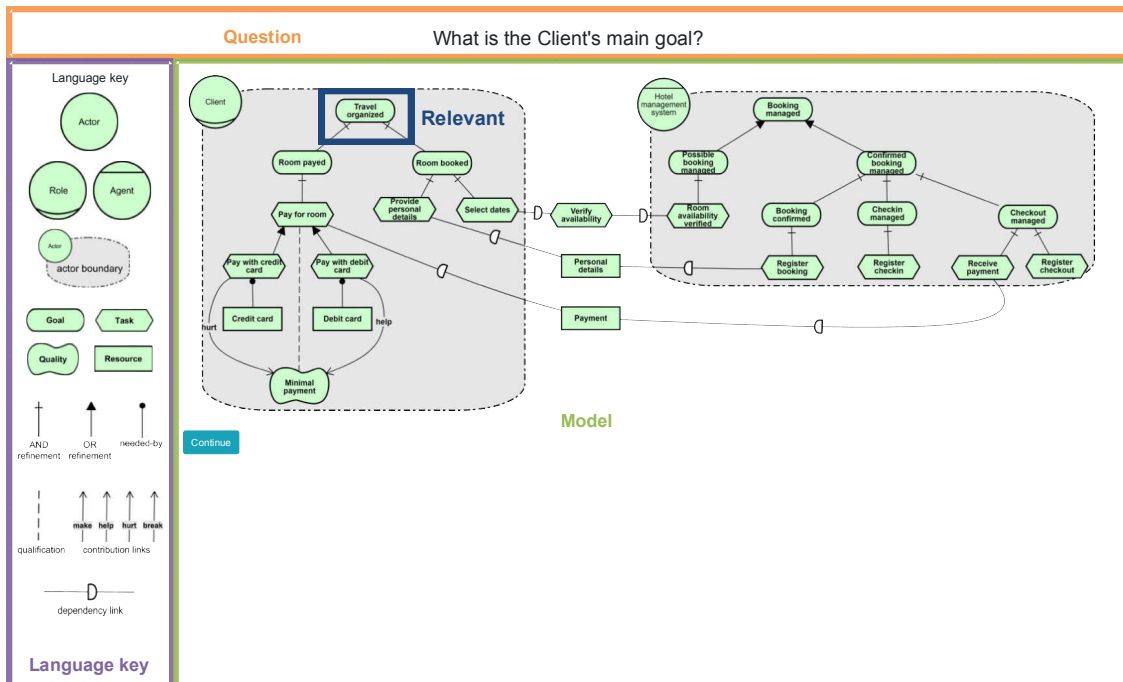 Question
What is the Client's main goal?
Language key
Actor
Role
Agent
Actor
actor boundary
Goal
Task
Quality
Resource
AND
refinement
OR
refinement
needed-by
make
help
hurt
break
qualification
contribution links
dependency link
Language key
Client
Travel
organized
Relevant
Room payed
Room booked
Pay for room
Provide
personal
details
Select dates
Verify
availability
Pay with credit
card
Pay with debit
card
Credit card
Debit card
hurt
help
Minimal
payment
Personal
details
Payment
Hotel
management
system
Booking
managed
Possible
booking
managed
Confirmed
booking
managed
Room
availability
verified
Booking
confirmed
Checkin
managed
Checkout
managed
Register
booking
Register
checkin
Receive
payment
Register
checkout
Model
Continue